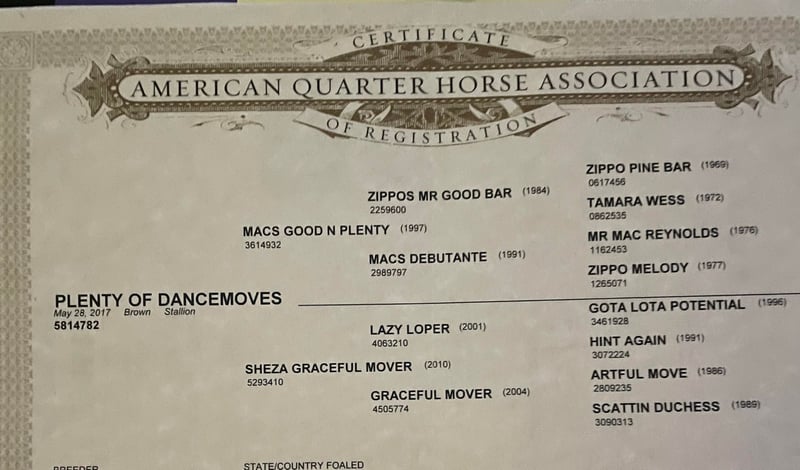 CERTIFICATE
AMERICAN QUARTER HORSE ASSOCIATION
OF REGISTRATION
ZIPPO PINE BAR (1969)
0617456
ZIPPOS MR GOOD BAR (1984)
2259600
TAMARA WESS (1972)
0862535
MACS GOOD N PLENTY (1997)
3614932
MR MAC REYNOLDS (1976)
1162453
MACS DEBUTANTE (1991)
2989797
ZIPPO MELODY (1977)
1265071
PLENTY OF DANCEMOVES
May 28, 2017 Brown Stallion
5814782
GOTA LOTA POTENTIAL (1996)
3461928
LAZY LOPER (2001)
4063210
HINT AGAIN (1991)
3072224
SHEZA GRACEFUL MOVER (2010)
5293410
ARTFUL MOVE (1986)
2809235
GRACEFUL MOVER (2004)
4505774
SCATTIN DUCHESS (1989)
3090313
BREEDER
STATE/COUNTRY FOALED